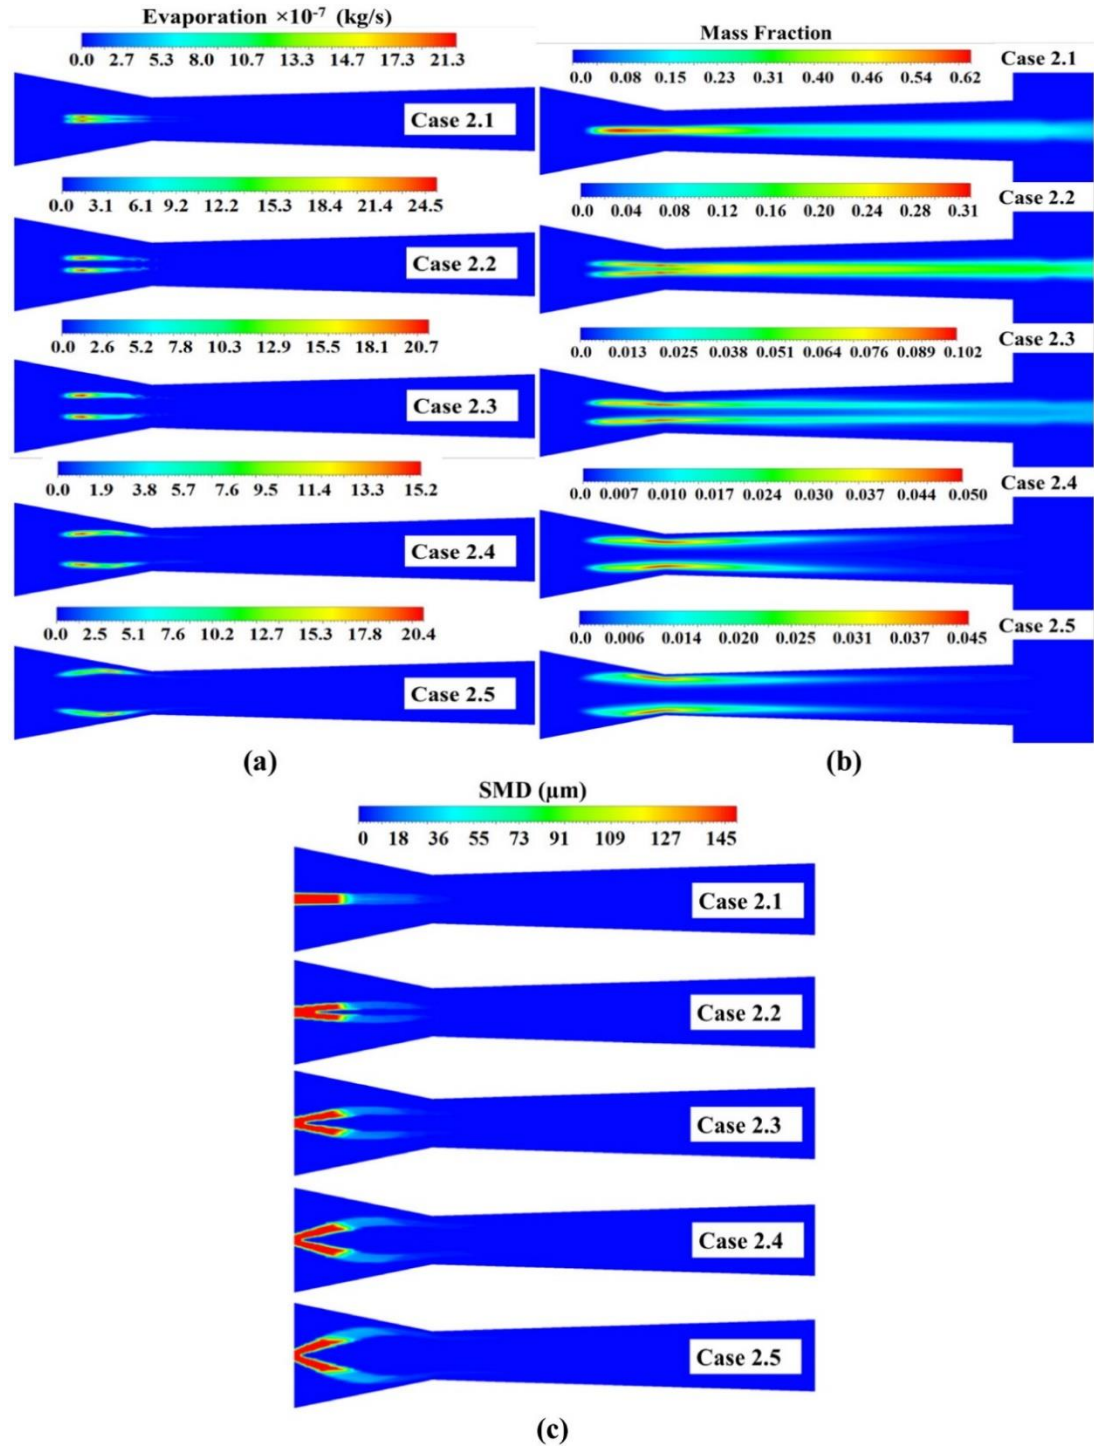 Evaporation ×10⁻⁷ (kg/s)
0.0 2.7 5.3 8.0 10.7 13.3 14.7 17.3 21.3
Case 2.1
0.0 3.1 6.1 9.2 12.2 15.3 18.4 21.4 24.5
Case 2.2
0.0 2.6 5.2 7.8 10.3 12.9 15.5 18.1 20.7
Case 2.3
0.0 1.9 3.8 5.7 7.6 9.5 11.4 13.3 15.2
Case 2.4
0.0 2.5 5.1 7.6 10.2 12.7 15.3 17.8 20.4
Case 2.5
(a)
Mass Fraction
Case 2.1
0.0 0.08 0.15 0.23 0.31 0.40 0.46 0.54 0.62
Case 2.2
0.0 0.04 0.08 0.12 0.16 0.20 0.24 0.28 0.31
Case 2.3
0.0 0.013 0.025 0.038 0.051 0.064 0.076 0.089 0.102
Case 2.4
0.0 0.007 0.010 0.017 0.024 0.030 0.037 0.044 0.050
Case 2.5
0.0 0.006 0.014 0.020 0.025 0.031 0.037 0.045
(b)
SMD (μm)
0 18 36 55 73 91 109 127 145
Case 2.1
Case 2.2
Case 2.3
Case 2.4
Case 2.5
(c)